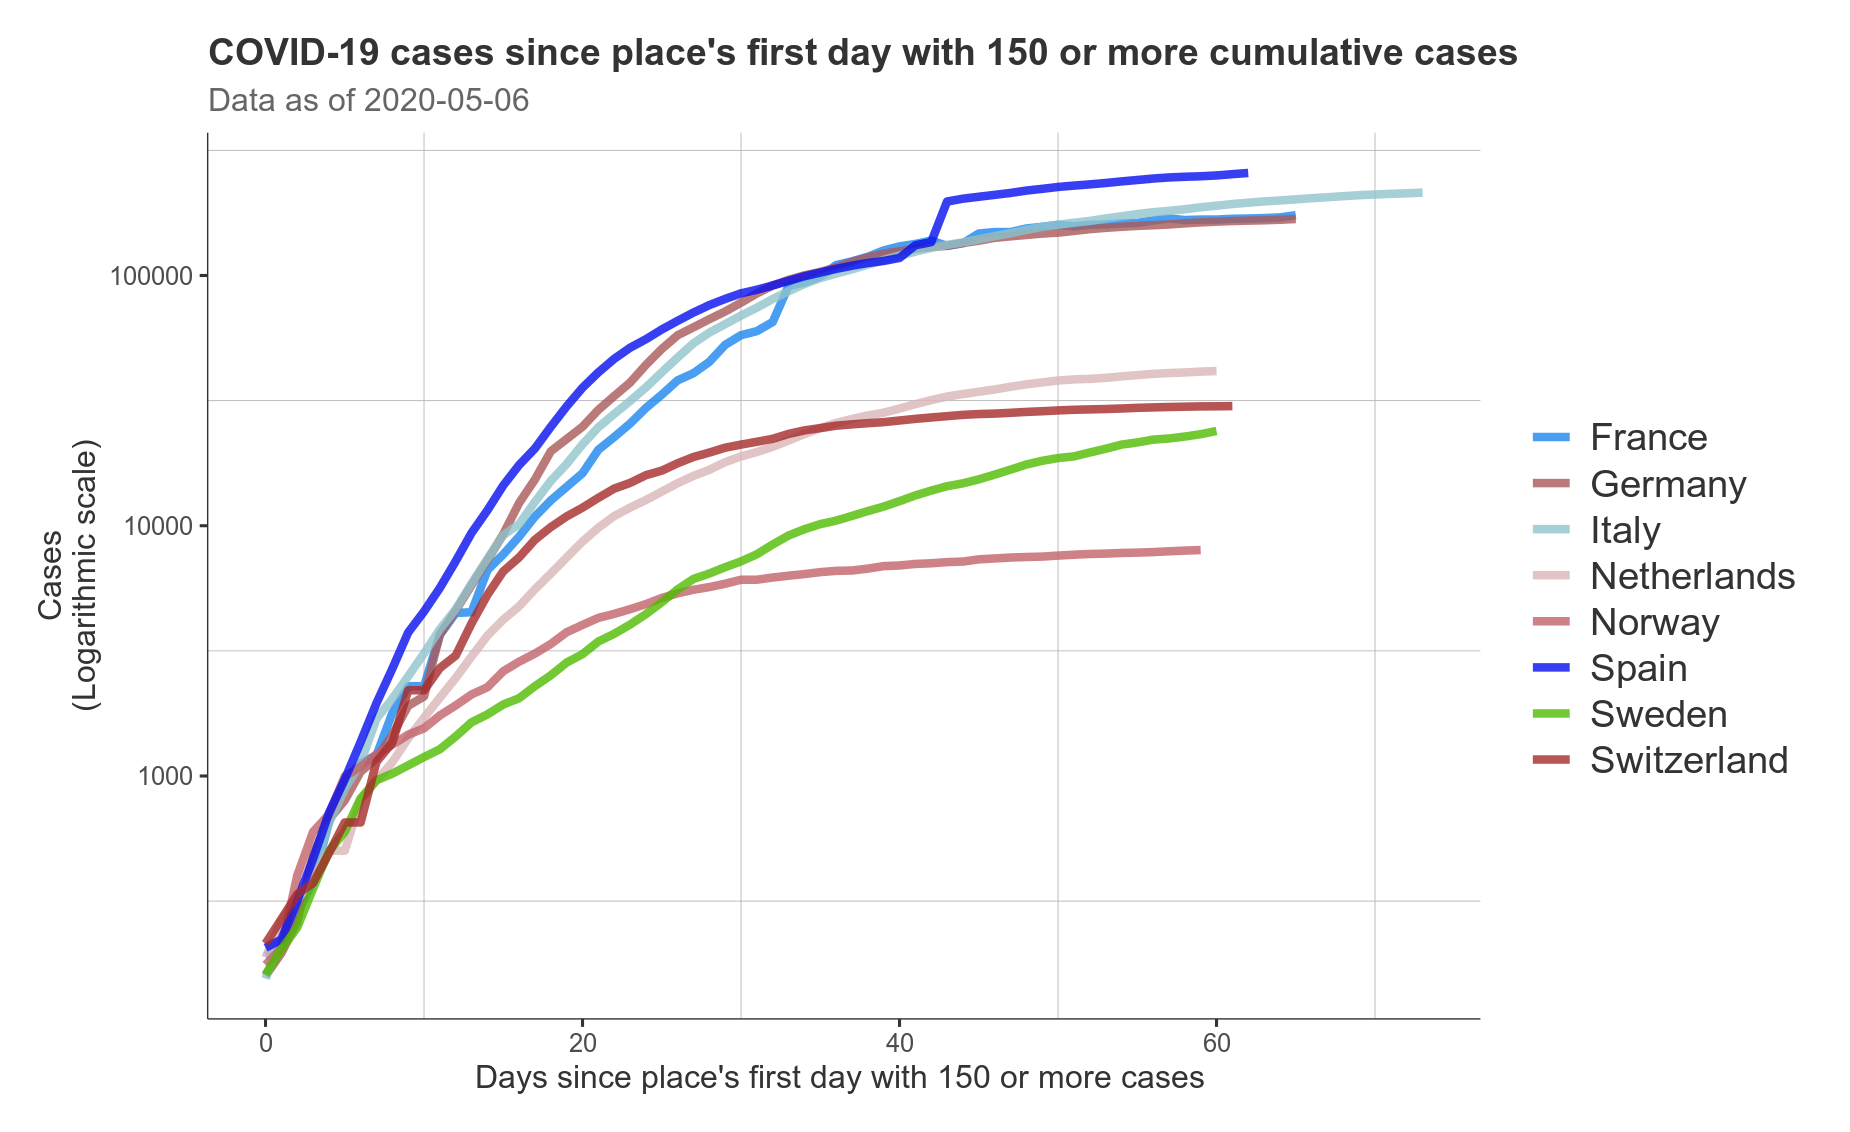 COVID-19 cases since place's first day with 150 or more cumulative cases
Data as of 2020-05-06
Cases
(Logarithmic scale)
100000
10000
1000
0
20
40
60
Days since place's first day with 150 or more cases
France
Germany
Italy
Netherlands
Norway
Spain
Sweden
Switzerland